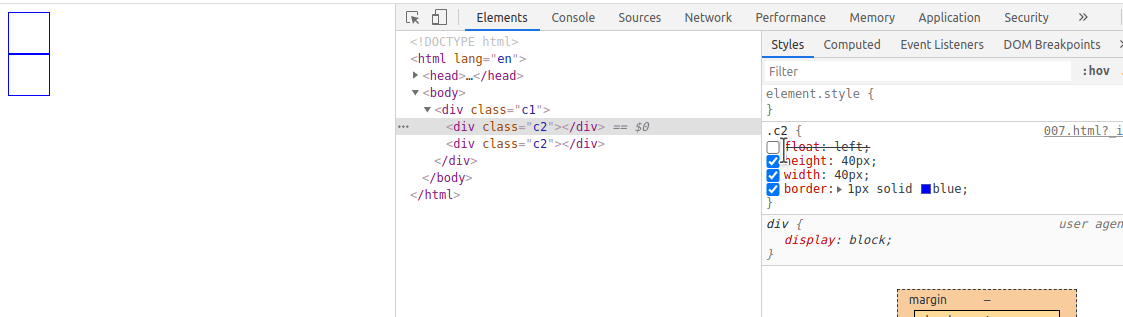 Elements Console Sources Network Performance Memory Application Security »
<!DOCTYPE html>
<html lang="en">
<head>…</head>
<body>
<div class="c1">
<div class="c2"></div> == $0
<div class="c2"></div>
</div>
</body>
</html>
Styles Computed Event Listeners DOM Breakpoints
Filter :hov
element.style {
}
.c2 { 007.html?_i
float: left;
height: 40px;
width: 40px;
border: 1px solid blue;
}
div { user agen
display: block;
}
margin –